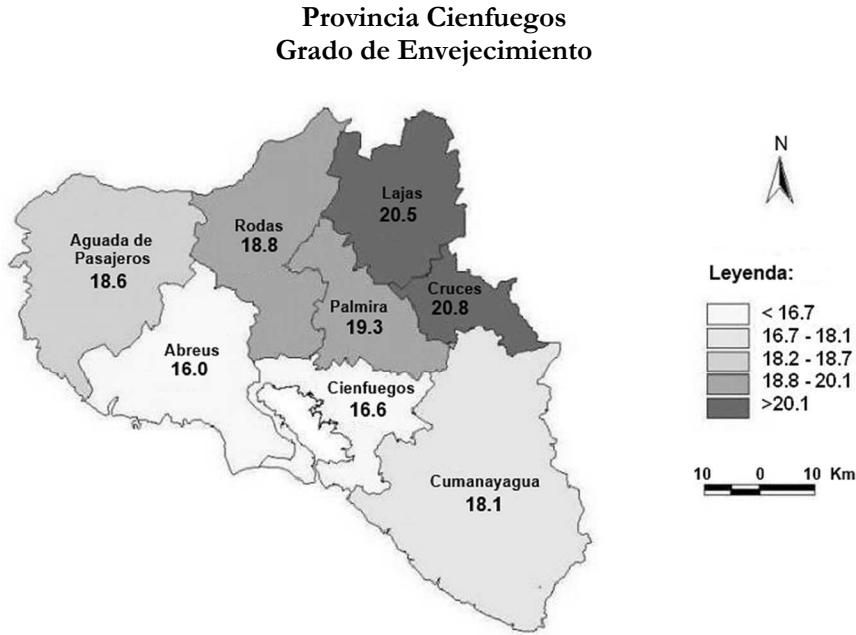 Provincia Cienfuegos
Grado de Envejecimiento
N
Lajas
20.5
Rodas
18.8
Aguada de
Pasajeros
18.6
Cruces
20.8
Palmira
19.3
Abreus
16.0
Cienfuegos
16.6
Cumanayagua
18.1
Leyenda:
< 16.7
16.7 - 18.1
18.2 - 18.7
18.8 - 20.1
>20.1
10 0 10 Km